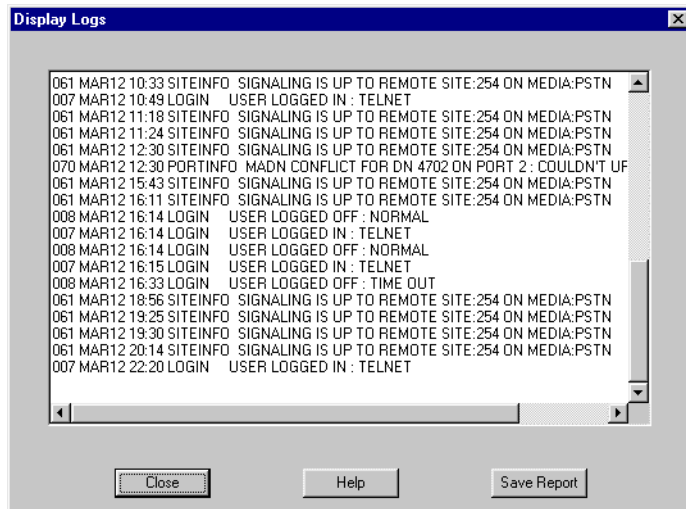 Display Logs
061 MAR12 10:33 SITEINFO SIGNALING IS UP TO REMOTE SITE:254 ON MEDIA:PSTN
007 MAR12 10:49 LOGIN USER LOGGED IN : TELNET
061 MAR12 11:18 SITEINFO SIGNALING IS UP TO REMOTE SITE:254 ON MEDIA:PSTN
061 MAR12 11:24 SITEINFO SIGNALING IS UP TO REMOTE SITE:254 ON MEDIA:PSTN
061 MAR12 12:30 SITEINFO SIGNALING IS UP TO REMOTE SITE:254 ON MEDIA:PSTN
070 MAR12 12:30 PORTINFO MADN CONFLICT FOR DN 4702 ON PORT 2 : COULDN'T UF
061 MAR12 15:43 SITEINFO SIGNALING IS UP TO REMOTE SITE:254 ON MEDIA:PSTN
061 MAR12 16:11 SITEINFO SIGNALING IS UP TO REMOTE SITE:254 ON MEDIA:PSTN
008 MAR12 16:14 LOGIN USER LOGGED OFF : NORMAL
007 MAR12 16:14 LOGIN USER LOGGED IN : TELNET
008 MAR12 16:14 LOGIN USER LOGGED OFF : NORMAL
007 MAR12 16:15 LOGIN USER LOGGED IN : TELNET
008 MAR12 16:33 LOGIN USER LOGGED OFF : TIME OUT
061 MAR12 18:56 SITEINFO SIGNALING IS UP TO REMOTE SITE:254 ON MEDIA:PSTN
061 MAR12 19:25 SITEINFO SIGNALING IS UP TO REMOTE SITE:254 ON MEDIA:PSTN
061 MAR12 19:30 SITEINFO SIGNALING IS UP TO REMOTE SITE:254 ON MEDIA:PSTN
061 MAR12 20:14 SITEINFO SIGNALING IS UP TO REMOTE SITE:254 ON MEDIA:PSTN
007 MAR12 22:20 LOGIN USER LOGGED IN : TELNET
Close Help Save Report